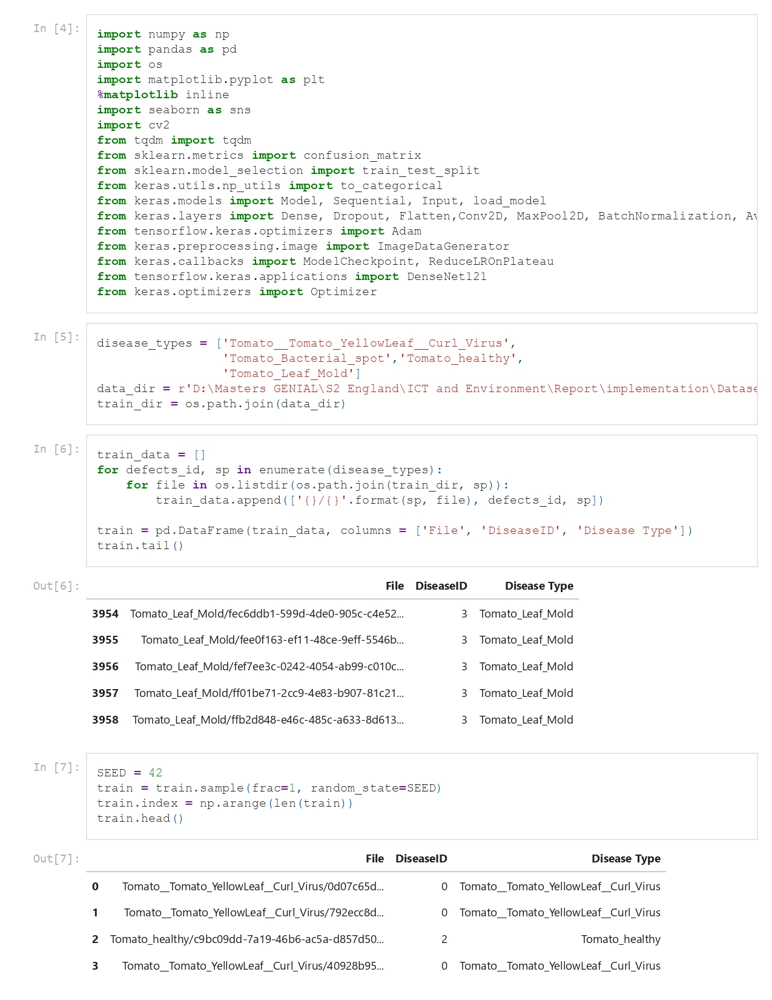 In [4]:
import numpy as np
import pandas as pd
import os
import matplotlib.pyplot as plt
%matplotlib inline
import seaborn as sns
import cv2
from tqdm import tqdm
from sklearn.metrics import confusion_matrix
from sklearn.model_selection import train_test_split
from keras.utils.np_utils import to_categorical
from keras.models import Model, Sequential, Input, load_model
from keras.layers import Dense, Dropout, Flatten,Conv2D, MaxPool2D, BatchNormalization,
from tensorflow.keras.optimizers import Adam
from keras.preprocessing.image import ImageDataGenerator
from keras.callbacks import ModelCheckpoint, ReduceLROnPlateau
from tensorflow.keras.applications import DenseNet121
from keras.optimizers import Optimizer
In [5]:
disease_types = ['Tomato__Tomato_YellowLeaf__Curl_Virus',
'Tomato_Bacterial_spot','Tomato_healthy',
'Tomato_Leaf_Mold']
data_dir = r'D:\Masters GENIAL\S2 England\ICT and Environment\Report\implementation\Datase
train_dir = os.path.join(data_dir)
In [6]:
train_data = []
for defects_id, sp in enumerate(disease_types):
for file in os.listdir(os.path.join(train_dir, sp)):
train_data.append(['{}/{}'.format(sp, file), defects_id, sp])
train = pd.DataFrame(train_data, columns = ['File', 'DiseaseID', 'Disease Type'])
train.tail()
Out[6]:
File DiseaseID Disease Type
3954 Tomato_Leaf_Mold/fec6ddb1-599d-4de0-905c-c4e52... 3 Tomato_Leaf_Mold
3955 Tomato_Leaf_Mold/fee0f163-ef11-48ce-9eff-5546b... 3 Tomato_Leaf_Mold
3956 Tomato_Leaf_Mold/fef7ee3c-0242-4054-ab99-c010c... 3 Tomato_Leaf_Mold
3957 Tomato_Leaf_Mold/ff01be71-2cc9-4e83-b907-81c21... 3 Tomato_Leaf_Mold
3958 Tomato_Leaf_Mold/ffb2d848-e46c-485c-a633-8d613... 3 Tomato_Leaf_Mold
In [7]:
SEED = 42
train = train.sample(frac=1, random_state=SEED)
train.index = np.arange(len(train))
train.head()
Out[7]:
File DiseaseID Disease Type
0 Tomato__Tomato_YellowLeaf__Curl_Virus/0d07c65d... 0 Tomato__Tomato_YellowLeaf__Curl_Virus
1 Tomato__Tomato_YellowLeaf__Curl_Virus/792ecc8d... 0 Tomato__Tomato_YellowLeaf__Curl_Virus
2 Tomato_healthy/c9bc09dd-7a19-46b6-ac5a-d857d50... 2 Tomato_healthy
3 Tomato__Tomato_YellowLeaf__Curl_Virus/40928b95... 0 Tomato__Tomato_YellowLeaf__Curl_Virus